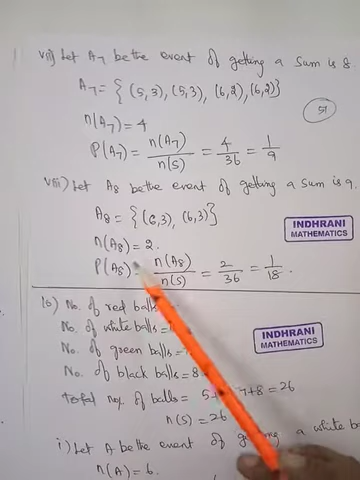 vii) Let A₇ be the event of getting a sum is 8
A₇ = { (5,3), (5,3), (6,2), (6,2) }
n(A₇) = 4
P(A₇) = n(A₇)/n(S) = 4/36 = 1/9
viii) Let A₈ be the event of getting a sum is 9.
A₈ = { (6,3), (6,3) }
INDHRANI
MATHEMATICS
n(A₈) = 2.
P(A₈) = n(A₈)/n(S) = 2/36 = 1/18.
10) No. of red balls
No. of white balls
INDHRANI
MATHEMATICS
No. of green balls =
No. of black balls = 8
total no. of balls = 5+ 7+8 = 26
n(S) = 26
i) Let A be the event of getting a white
n(A) = 6.